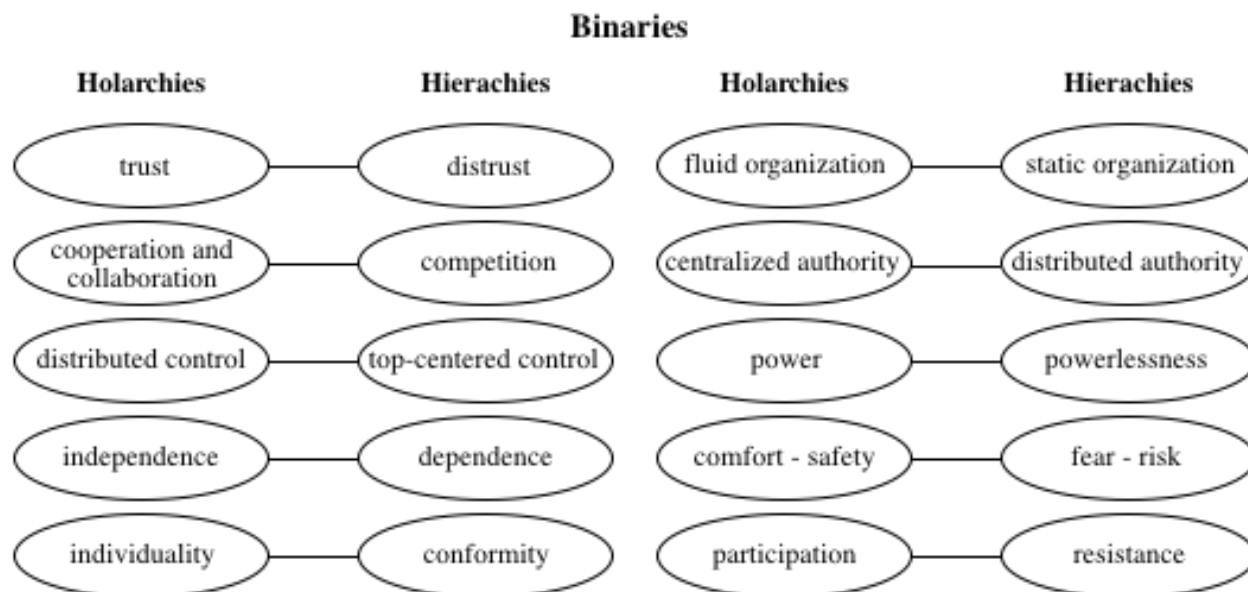 Binaries
Holarchies
Hierachies
Holarchies
Hierachies
trust
distrust
fluid organization
static organization
cooperation and
collaboration
competition
centralized authority
distributed authority
distributed control
top-centered control
power
powerlessness
independence
dependence
comfort - safety
fear - risk
individuality
conformity
participation
resistance